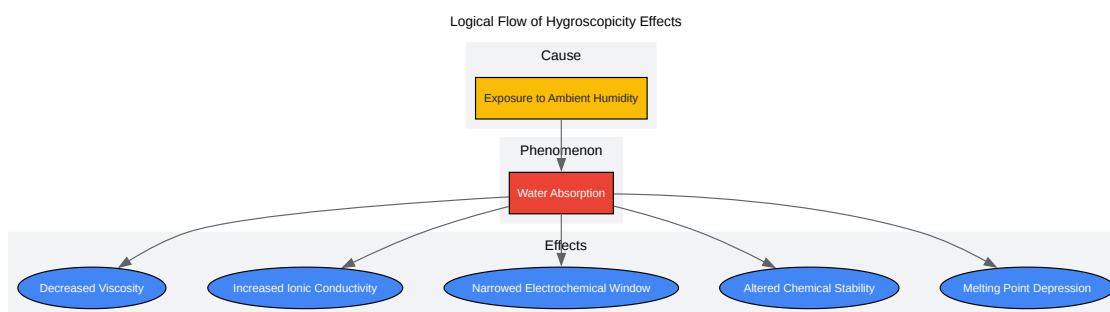 Logical Flow of Hygroscopicity Effects
Cause
Exposure to Ambient Humidity
Phenomenon
Water Absorption
Effects
Decreased Viscosity
Increased Ionic Conductivity
Narrowed Electrochemical Window
Altered Chemical Stability
Melting Point Depression